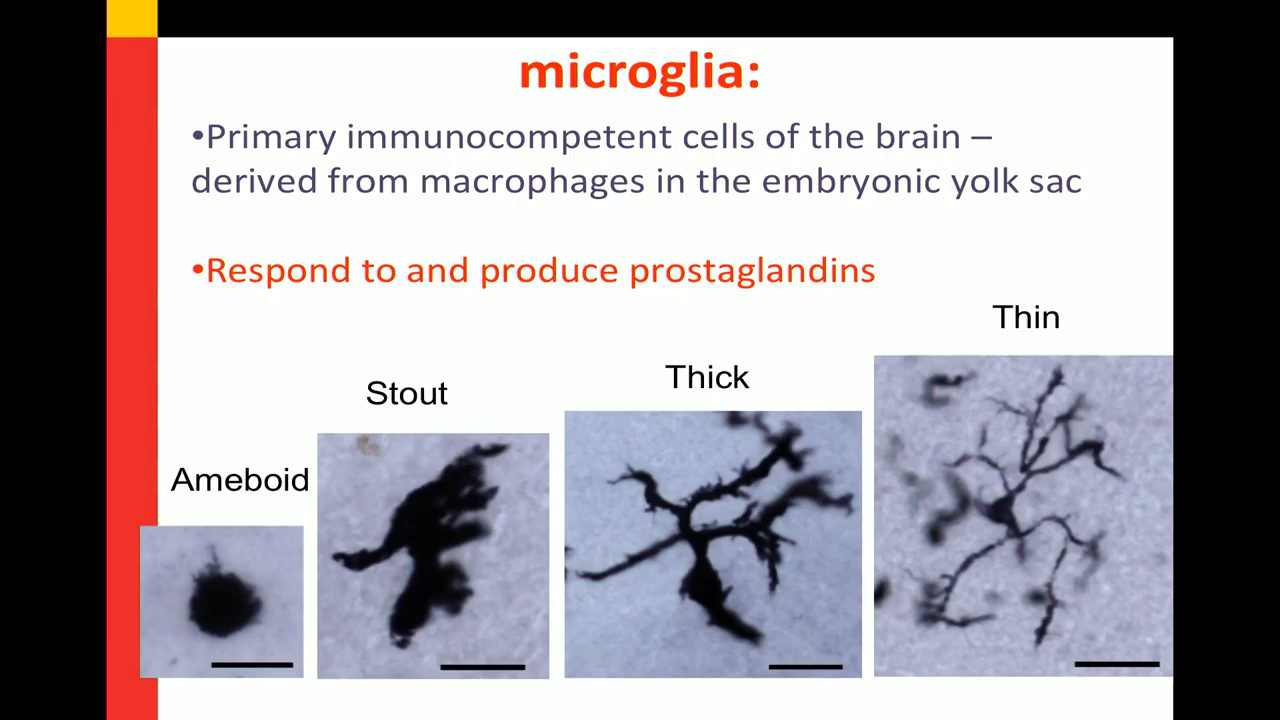 microglia:
•Primary immunocompetent cells of the brain –
derived from macrophages in the embryonic yolk sac
•Respond to and produce prostaglandins
Thin
Thick
Stout
Ameboid